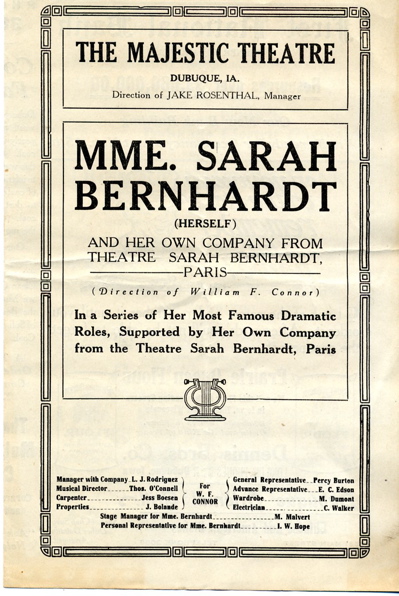 THE MAJESTIC THEATRE
DUBUQUE, IA.
Direction of JAKE ROSENTHAL, Manager
MME. SARAH
BERNHARDT
(HERSELF)
AND HER OWN COMPANY FROM
THEATRE SARAH BERNHARDT,
PARIS
(Direction of William F. Connor)
In a Series of Her Most Famous Dramatic
Roles, Supported by Her Own Company
from the Theatre Sarah Bernhardt, Paris
Manager with Company. L. J. Rodriguez
Musical Director......Thos. O'Connell
Carpenter..............Jess Boesen
Properties..............J. Bolande
For
W. F.
CONNOR
General Representative..Percy Burton
Advance Representative...E. C. Edson
Wardrobe..............M. Dumont
Electrician..............C. Walker
Stage Manager for Mme. Bernhardt..............M. Malvert
Personal Representative for Mme. Bernhardt.........I. W. Hope